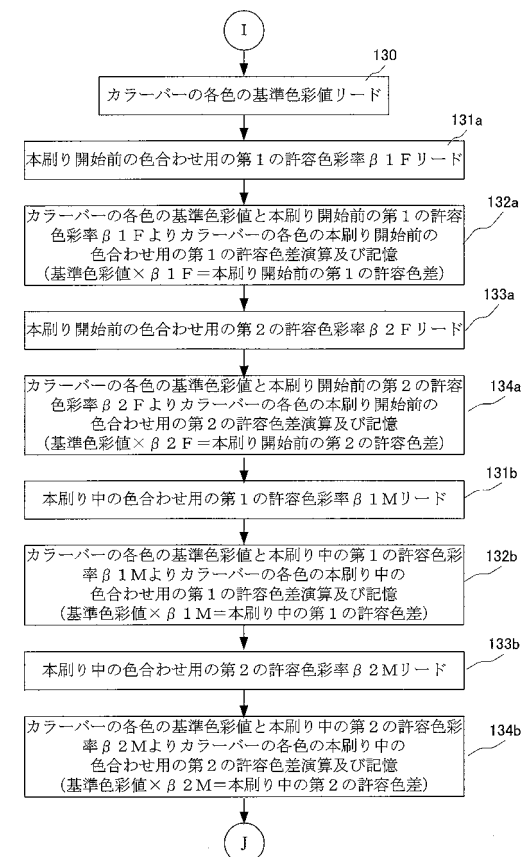 I
130
カラーバーの各色の基準色彩値リード
131a
本刷り開始前の色合わせ用の第1の許容色彩率β1Fリード
132a
カラーバーの各色の基準色彩値と本刷り開始前の第1の許容
色彩率β1Fよりカラーバーの各色の本刷り開始前の
色合わせ用の第1の許容色差演算及び記憶
(基準色彩値×β1F=本刷り開始前の第1の許容色差)
133a
本刷り開始前の色合わせ用の第2の許容色彩率β2Fリード
134a
カラーバーの各色の基準色彩値と本刷り開始前の第2の許容
色彩率β2Fよりカラーバーの各色の本刷り開始前の
色合わせ用の第2の許容色差演算及び記憶
(基準色彩値×β2F=本刷り開始前の第2の許容色差)
131b
本刷り中の色合わせ用の第1の許容色彩率β1Mリード
132b
カラーバーの各色の基準色彩値と本刷り中の第1の許容色彩
率β1Mよりカラーバーの各色の本刷り中の
色合わせ用の第1の許容色差演算及び記憶
(基準色彩値×β1M=本刷り中の第1の許容色差)
133b
本刷り中の色合わせ用の第2の許容色彩率β2Mリード
134b
カラーバーの各色の基準色彩値と本刷り中の第2の許容色彩
率β2Mよりカラーバーの各色の本刷り中の
色合わせ用の第2の許容色差演算及び記憶
(基準色彩値×β2M=本刷り中の第2の許容色差)
J